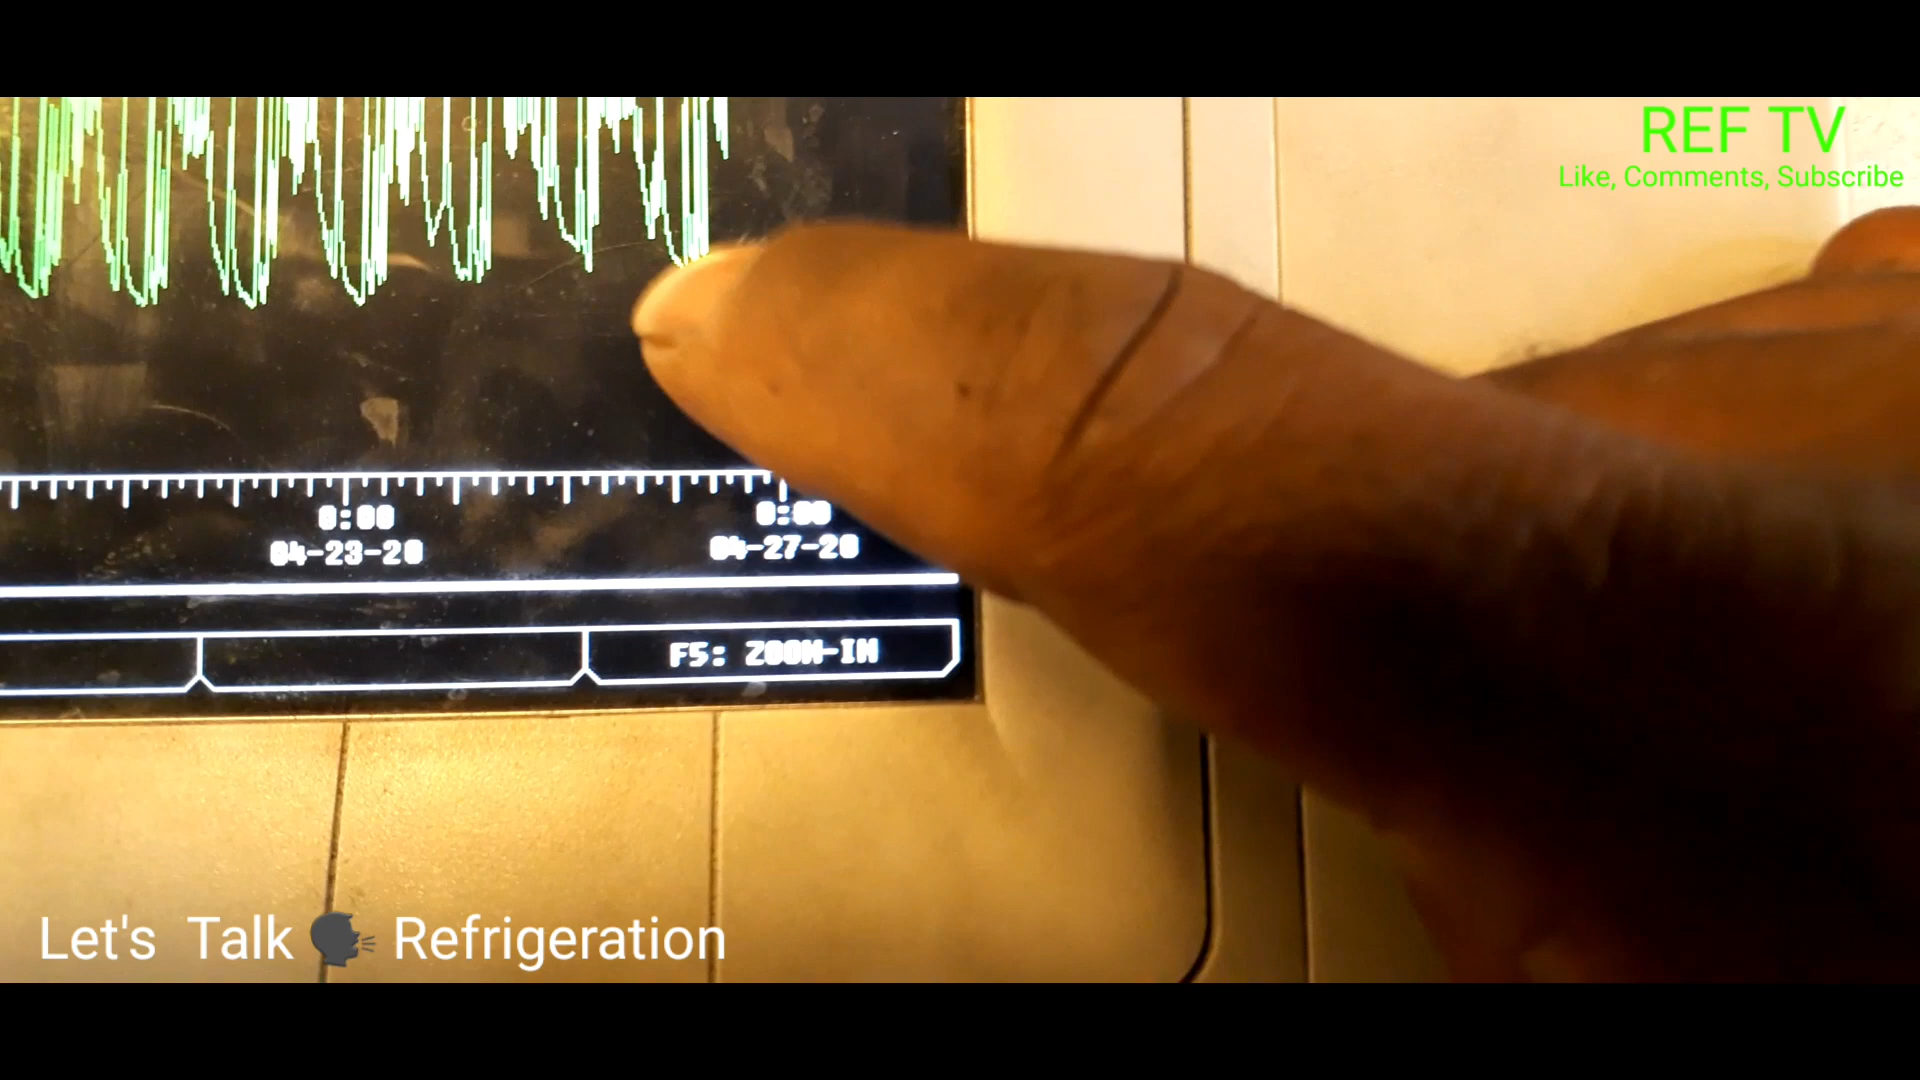 REF TV
Like, Comments, Subscribe
0:00
0:00
04-23-20
04-27-20
F5: ZOOM-IN
Let's Talk 🗣 Refrigeration